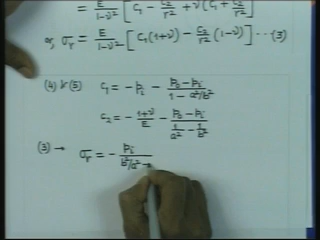 = E/1-ν² [ C₁ - C₂/r² + ν(C₁ + C₂/r²)
or, σᵣ = E/1-ν² [ C₁(1+ν) - C₂/r² (1-ν) ] ...(3)
(4) & (5) C₁ = - pᵢ - (p₀ - pᵢ)/(1 - a²/b²)
C₂ = - (1+ν)/E - (p₀ - pᵢ)/(1/a² - 1/b²)
(3) → σᵣ = - pᵢ/(b²/a² -